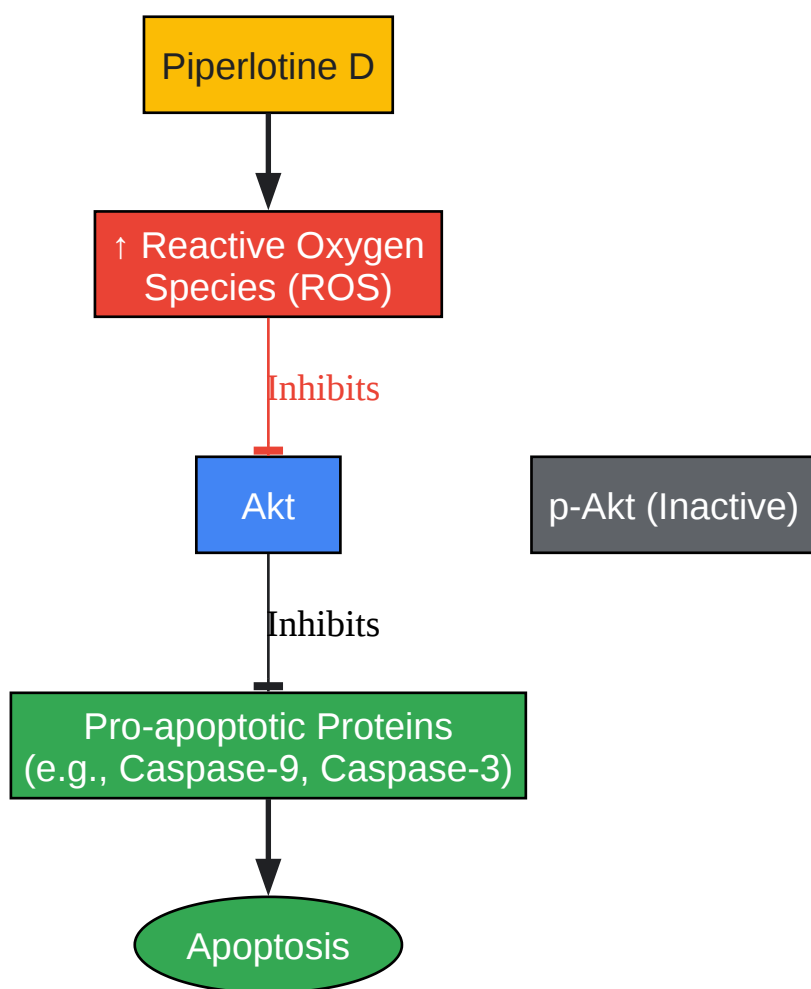 Piperlotine D
↑ Reactive Oxygen
Species (ROS)
Inhibits
Akt
p-Akt (Inactive)
Inhibits
Pro-apoptotic Proteins
(e.g., Caspase-9, Caspase-3)
Apoptosis